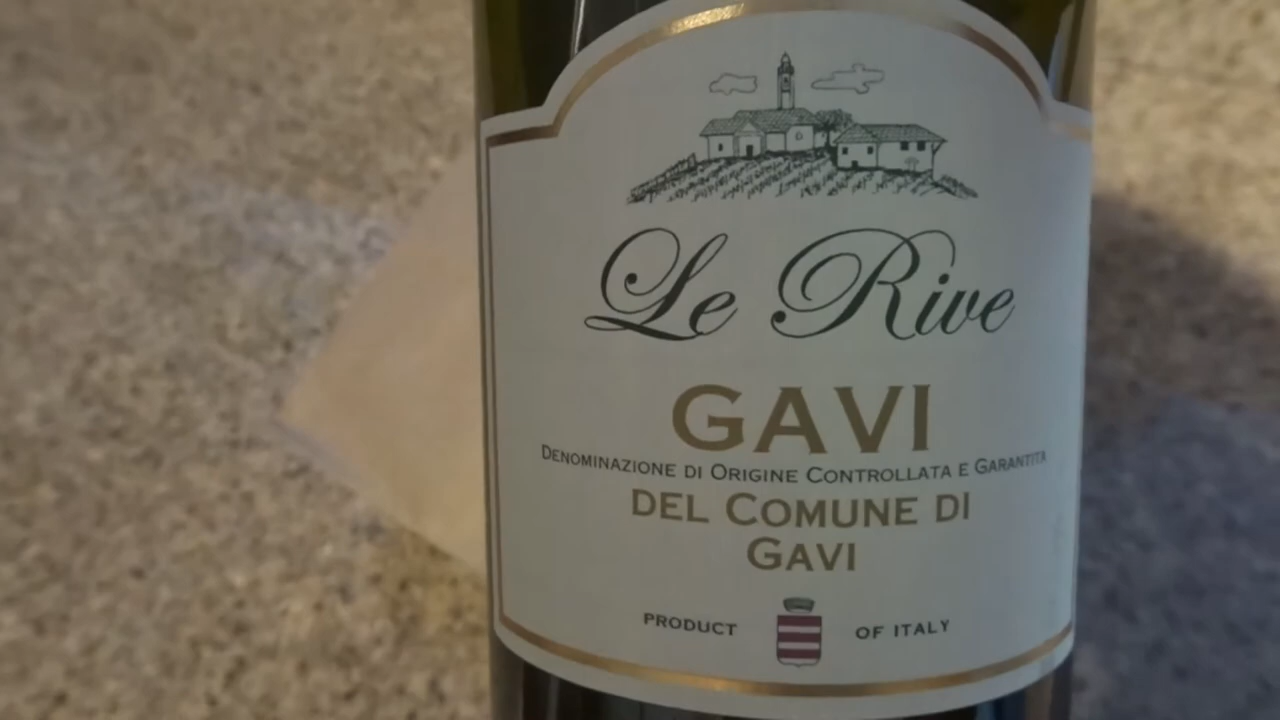 Le Rive
GAVI
DENOMINAZIONE DI ORIGINE CONTROLLATA E GARANTITA
DEL COMUNE DI
GAVI
PRODUCT OF ITALY